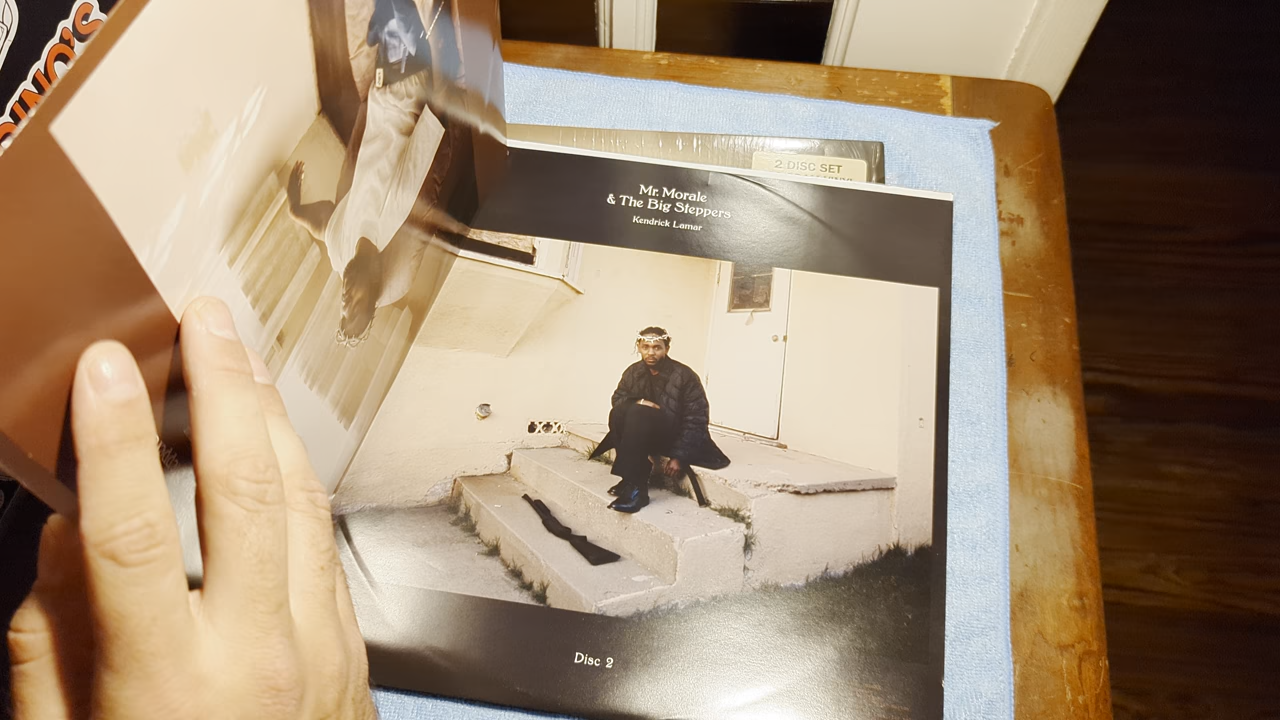 2 DISC SET
Mr. Morale
& The Big Steppers
Kendrick Lamar
Disc 2